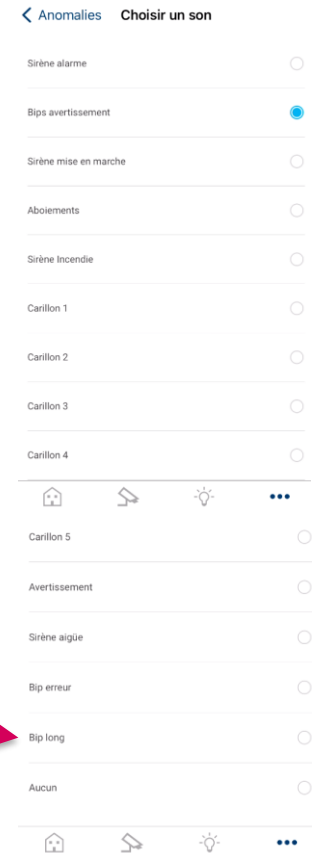 Anomalies Choisir un son
Sirène alarme
Bips avertissement
Sirène mise en marche
Aboiements
Sirène Incendie
Carillon 1
Carillon 2
Carillon 3
Carillon 4
Carillon 5
Avertissement
Sirène aigüe
Bip erreur
Bip long
Aucun